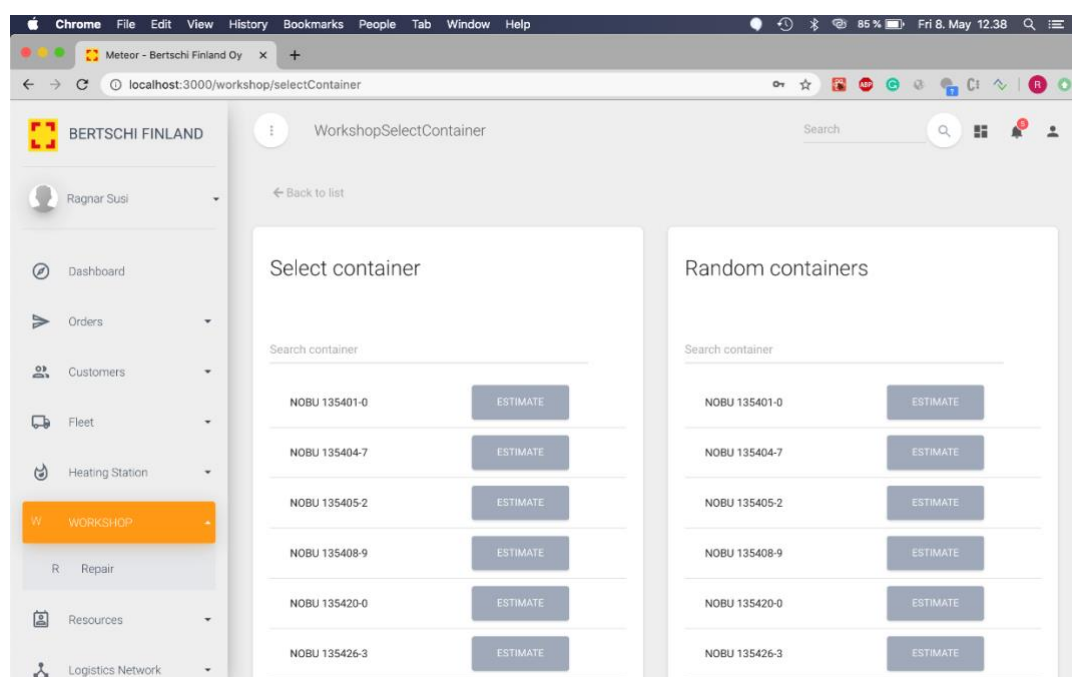 Chrome File Edit View History Bookmarks People Tab Window Help 85 % Fri 8. May 12.38
Meteor - Bertschi Finland Oy
localhost:3000/workshop/selectContainer
BERTSCHI FINLAND
WorkshopSelectContainer
Search
5
Ragnar Susi
Back to list
Dashboard
Orders
Customers
Fleet
Heating Station
W WORKSHOP
R Repair
Resources
Logistics Network
Select container
Search container
NOBU 135401-0 ESTIMATE
NOBU 135404-7 ESTIMATE
NOBU 135405-2 ESTIMATE
NOBU 135408-9 ESTIMATE
NOBU 135420-0 ESTIMATE
NOBU 135426-3 ESTIMATE
Random containers
Search container
NOBU 135401-0 ESTIMATE
NOBU 135404-7 ESTIMATE
NOBU 135405-2 ESTIMATE
NOBU 135408-9 ESTIMATE
NOBU 135420-0 ESTIMATE
NOBU 135426-3 ESTIMATE